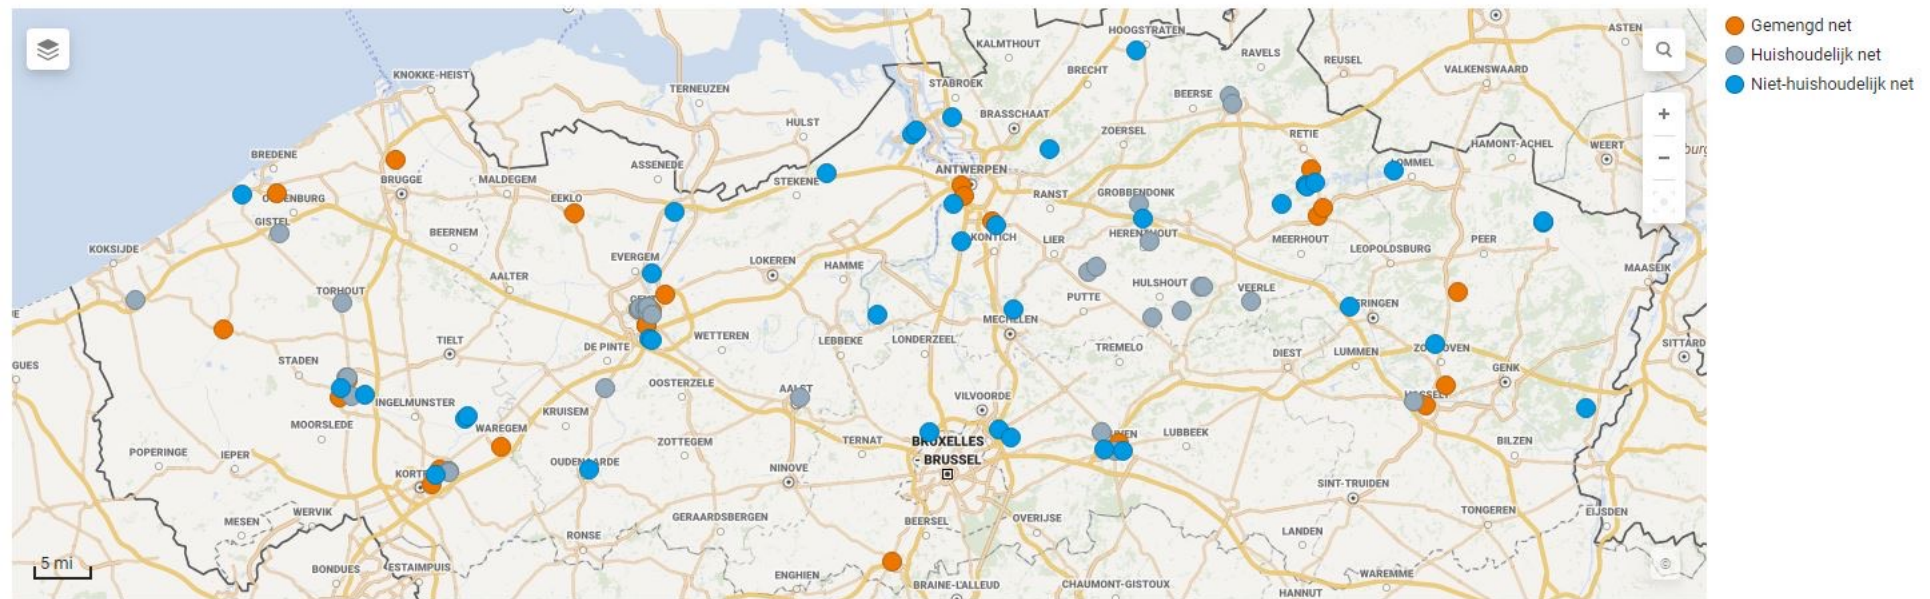 HOOGSTRATEN
ASTEN
KALMTHOUT
RAVELS
REUSEL
BRECHT
VALKENSWAARD
KNOKKE-HEIST
STABROEK
TERNEUZEN
BEERSE
BRASSCHAAT
HULST
ZOERSEL
RETIE
HAMONT-ACHEL
WEERT
burg
BREDENE
ASSENEDE
LOMMEL
ANTWERPEN
BRUGGE
MALDEGEM
STEKENE
RANST
GROBBENDONK
EEKLO
GISTEL
BEERNEM
KONTICH
LIER
MEERHOUT
PEER
KOKSIJDE
LEOPOLDSBURG
EVERGEM
LOKEREN
HAMME
MAASEIK
AALTER
HULSHOUT
VEERLE
TORHOUT
PUTTE
MECHELEN
WETTEREN
LEBBEKE
LONDERZEEL
TIELT
DE PINTE
TREMELO
DIEST
LUMMEN
SITTARD
STADEN
GUES
GENK
OOSTERZELE
VILVOORDE
INGELMUNSTER
KRUISEM
MOORSLEDE
WAREGEM
LUBBEEK
ZOTTEGEM
TERNAT
BRUXELLES
- BRUSSEL
BILZEN
POPERINGE
IEPER
NINOVE
SINT-TRUIDEN
WERVIK
MESEN
GERAARDSBERGEN
BEERSEL
OVERIJSE
TONGEREN
EIJSDEN
RONSE
LANDEN
5 mi
BONDUES
ESTAIMPUIS
ENGHIEN
BRAINE-L'ALLEUD
CHAUMONT-GISTOUX
WAREMME
HANNUT
Gemengd net
Huishoudelijk net
Niet-huishoudelijk net